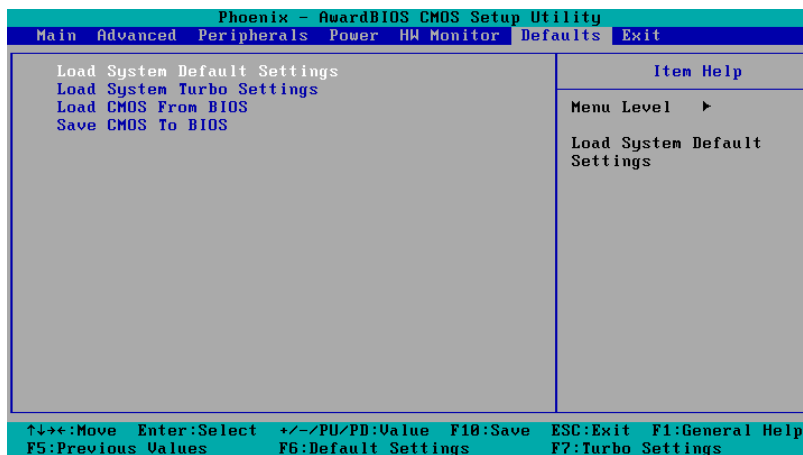 Phoenix - AwardBIOS CMOS Setup Utility
Main Advanced Peripherals Power HW Monitor Defaults Exit
Load System Default Settings
Load System Turbo Settings
Load CMOS From BIOS
Save CMOS To BIOS
Item Help
Menu Level ▶
Load System Default
Settings
↑↓→←:Move Enter:Select +/-/PU/PD:Value F10:Save ESC:Exit F1:General Help
F5:Previous Values F6:Default Settings F7:Turbo Settings